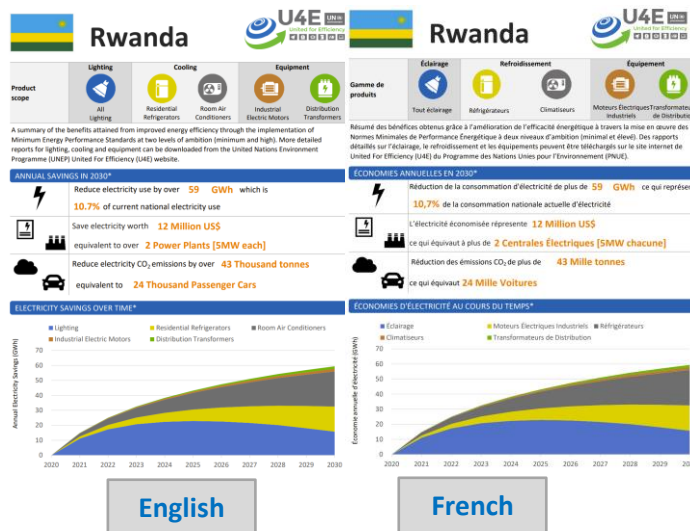 Rwanda
U4E
UN
United for Efficiency
Lighting
Cooling
Equipment
Product scope
All Lighting
Residential Refrigerators
Room Air Conditioners
Industrial Electric Motors
Distribution Transformers
A summary of the benefits attained from improved energy efficiency through the implementation of
Minimum Energy Performance Standards at two levels of ambition (minimum and high). More detailed
reports for lighting, cooling and equipment can be downloaded from the United Nations Environment
Programme (UNEP) United For Efficiency (U4E) website.
ANNUAL SAVINGS IN 2030*
Reduce electricity use by over 59 GWh which is
10.7% of current national electricity use
Save electricity worth 12 Million US$
equivalent to over 2 Power Plants [5MW each]
Reduce electricity CO2 emissions by over 43 Thousand tonnes
equivalent to 24 Thousand Passenger Cars
ELECTRICITY SAVINGS OVER TIME*
Lighting
Residential Refrigerators
Room Air Conditioners
Industrial Electric Motors
Distribution Transformers
Annual Electricity Savings (GWh)
70
60
50
40
30
20
10
0
2020 2021 2022 2023 2024 2025 2026 2027 2028 2029 2030
English
Rwanda
U4E
UN
United for Efficiency
Éclairage
Refroidissement
Équipement
Gamme de produits
Tout éclairage
Réfrigérateurs
Climatiseurs
Moteurs Électriques Industriels
Transformateu
de Distributio
Résumé des bénéfices obtenus grâce à l'amélioration de l'efficacité énergétique à travers la mise en œuvre des
Normes Minimales de Performance Énergétique à deux niveaux d'ambition (minimal et élevé). Des rapports
détaillés sur l'éclairage, le refroidissement et les équipements peuvent être téléchargés sur le site internet de
United For Efficiency (U4E) du Programme des Nations Unies pour l'Environnement (PNUE).
ÉCONOMIES ANNUELLES EN 2030*
Réduction de la consommation d'électricité de plus de 59 GWh ce qui représen
10,7% de la consommation nationale actuelle d'électricité
L'électricité économisée répresente 12 Million US$
ce qui équivaut à plus de 2 Centrales Électriques [5MW chacune]
Réduction des émissions CO2 de plus de 43 Mille tonnes
ce qui équivaut 24 Mille Voitures
ÉCONOMIES D'ÉLECTRICITÉ AU COURS DU TEMPS*
Éclairage
Moteurs Électriques Industriels
Réfrigérateurs
Climatiseurs
Transformateurs de Distribution
Économie annuelle d'électricité (GWh)
70
60
50
40
30
20
10
0
2020 2021 2022 2023 2024 2025 2026 2027 2028 2029
French